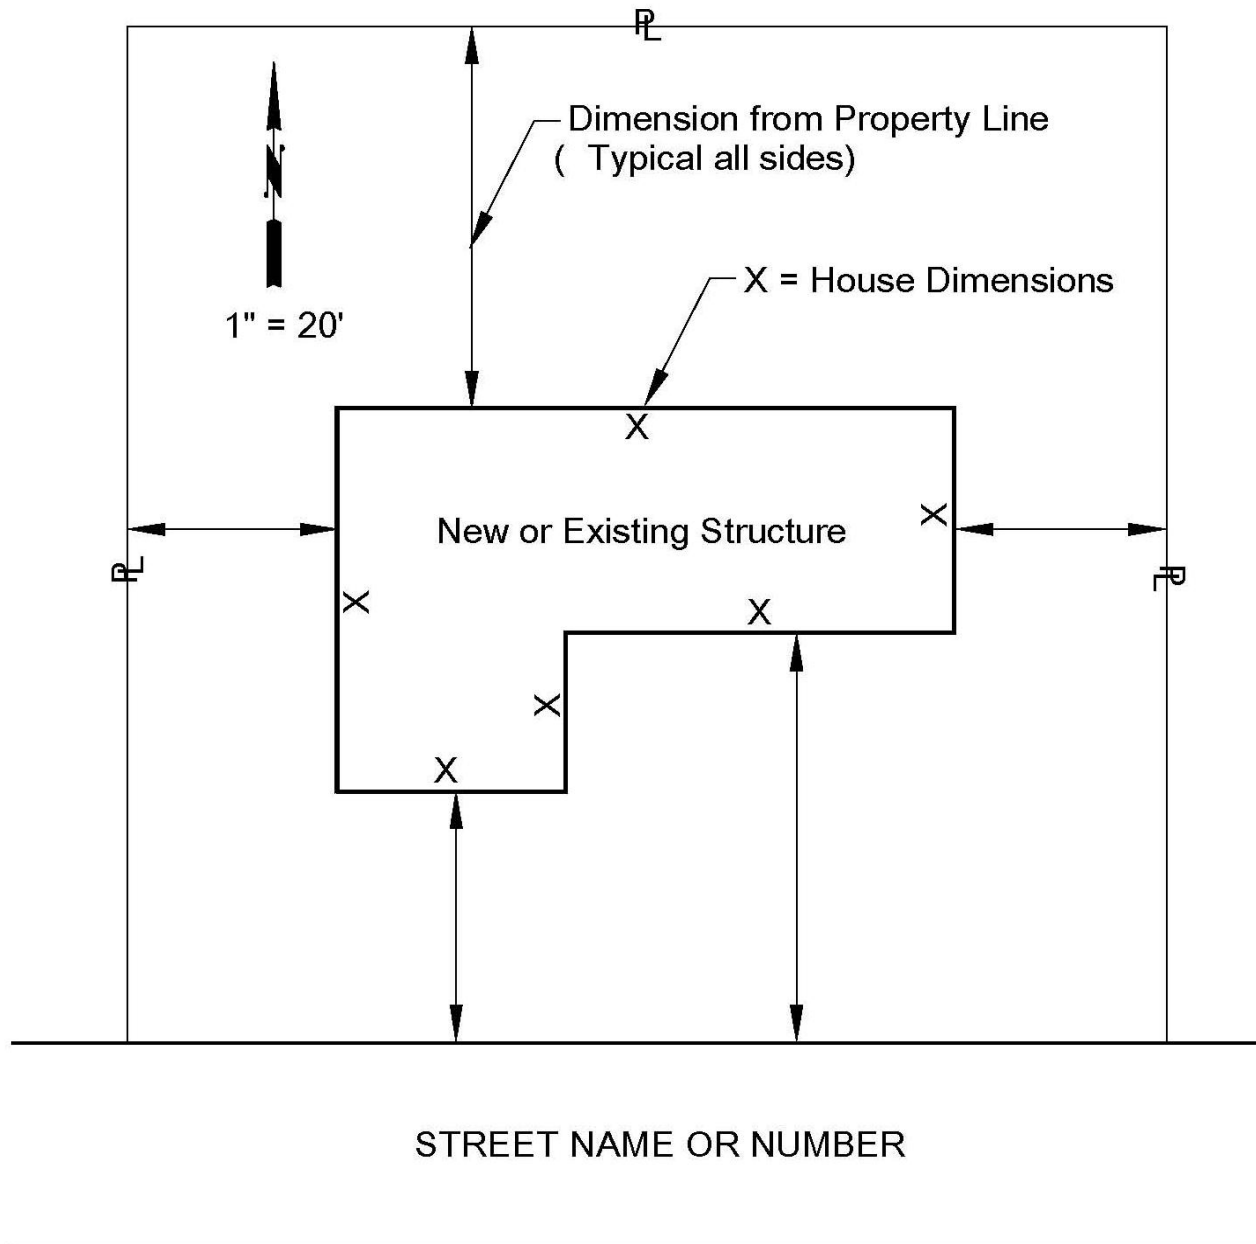 PL
Dimension from Property Line
( Typical all sides)
N
X = House Dimensions
1" = 20'
X
New or Existing Structure
X
PL
PL
X
X
X
X
STREET NAME OR NUMBER